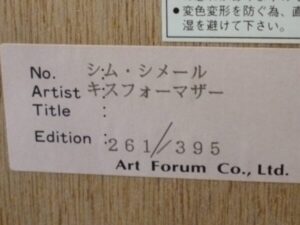 ●変色変形を防ぐ為、直
湿を避けて下さい。
No. シム・シメール
Artist キスフォーマザー
Title :
Edition : 261/395
Art Forum Co., Ltd.